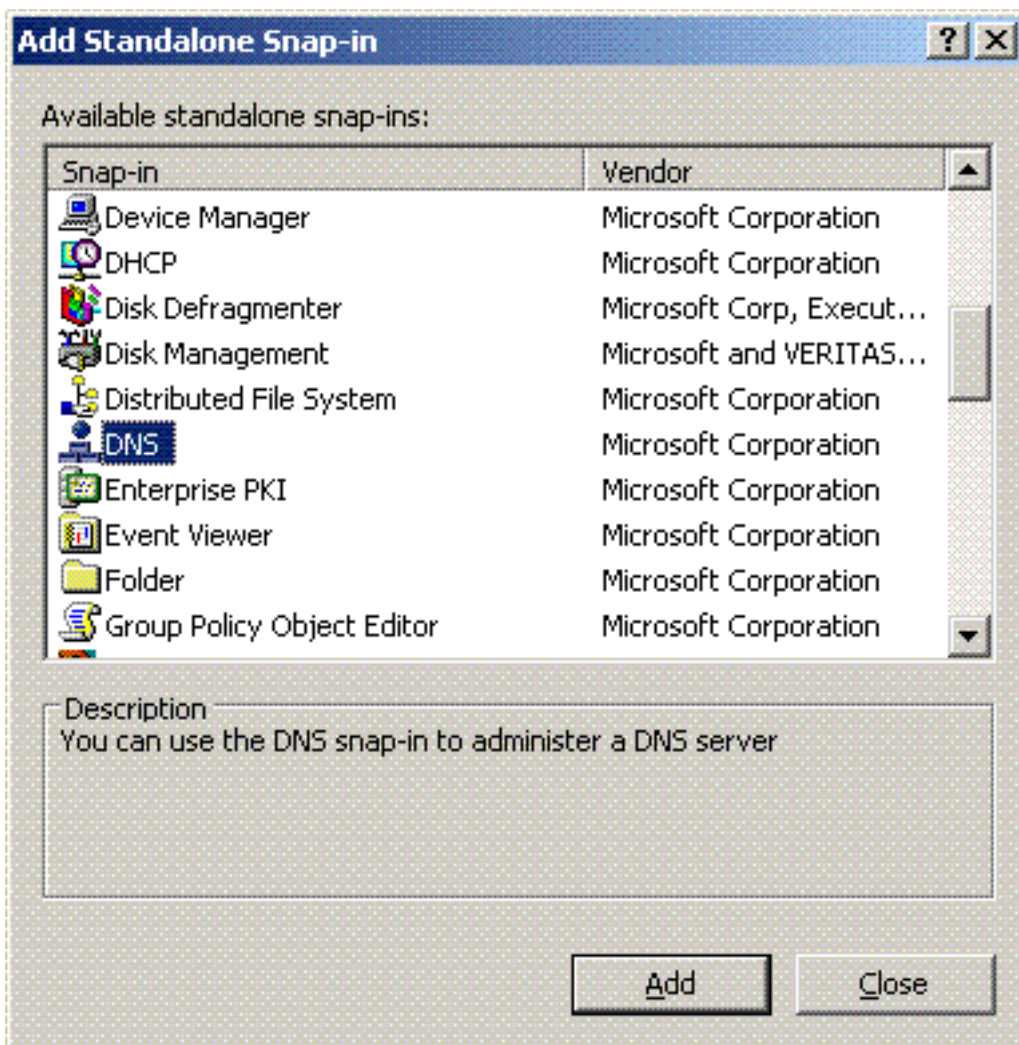 Add Standalone Snap-in
Available standalone snap-ins:
Snap-in Vendor
Device Manager Microsoft Corporation
DHCP Microsoft Corporation
Disk Defragmenter Microsoft Corp, Execut...
Disk Management Microsoft and VERITAS...
Distributed File System Microsoft Corporation
DNS Microsoft Corporation
Enterprise PKI Microsoft Corporation
Event Viewer Microsoft Corporation
Folder Microsoft Corporation
Group Policy Object Editor Microsoft Corporation
Description
You can use the DNS snap-in to administer a DNS server
Add Close